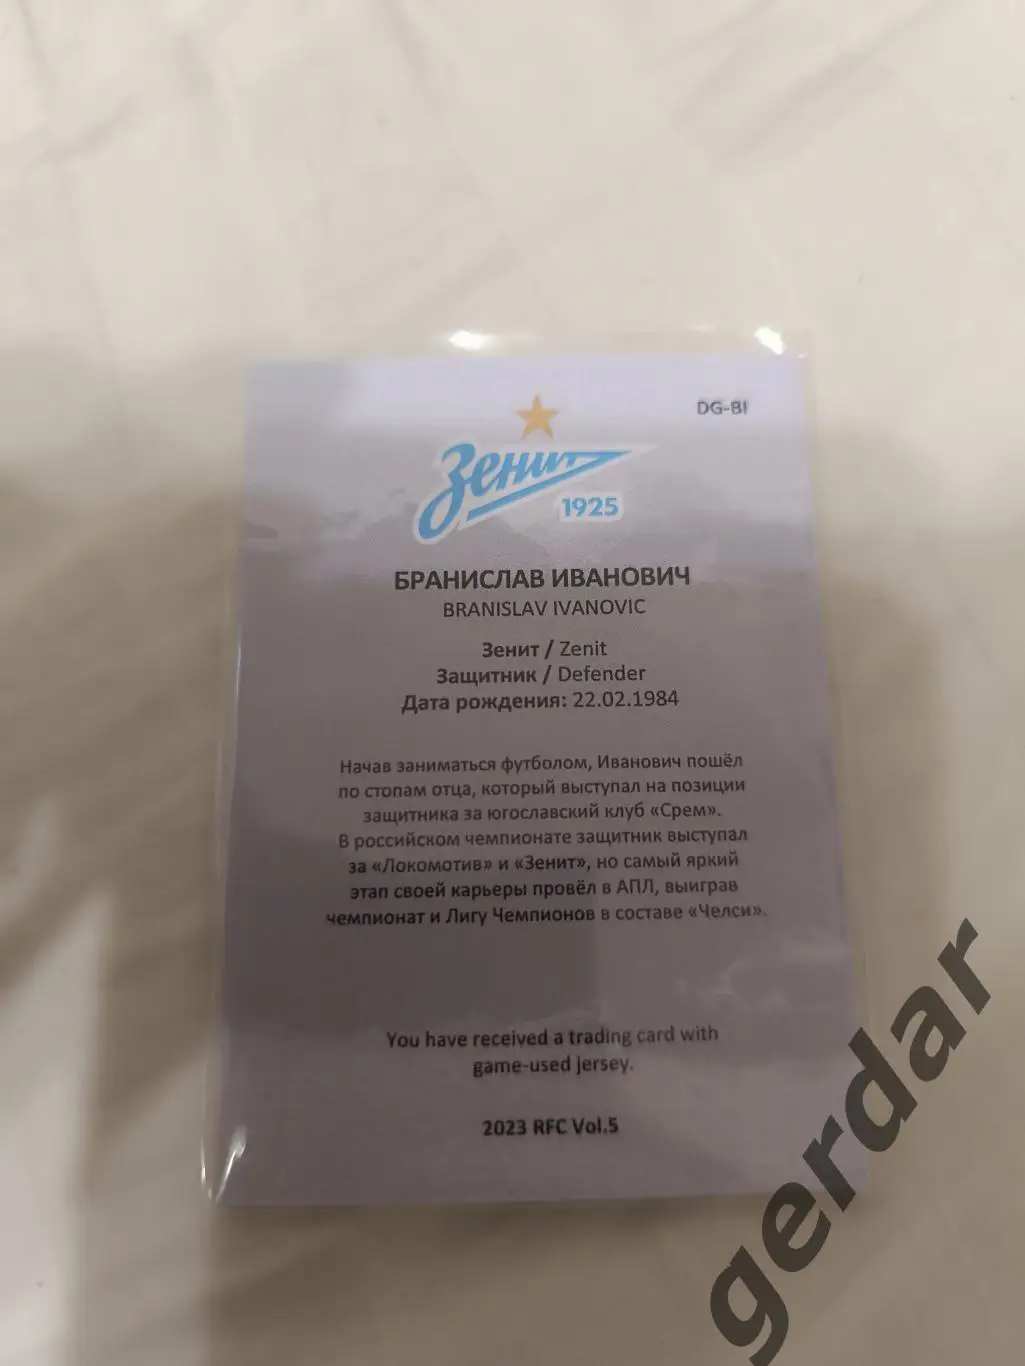 DG-BI
Зенит
1925
БРАНИСЛАВ ИВАНОВИЧ
BRANISLAV IVANOVIC
Зенит / Zenit
Защитник / Defender
Дата рождения: 22.02.1984
Начав заниматься футболом, Иванович пошёл
по стопам отца, который выступал на позиции
защитника за югославский клуб «Срем».
В российском чемпионате защитник выступал
за «Локомотив» и «Зенит», но самый яркий
этап своей карьеры провёл в АПЛ, выиграв
чемпионат и Лигу Чемпионов в составе «Челси».
You have received a trading card with
game-used jersey.
2023 RFC Vol.5
gerdar